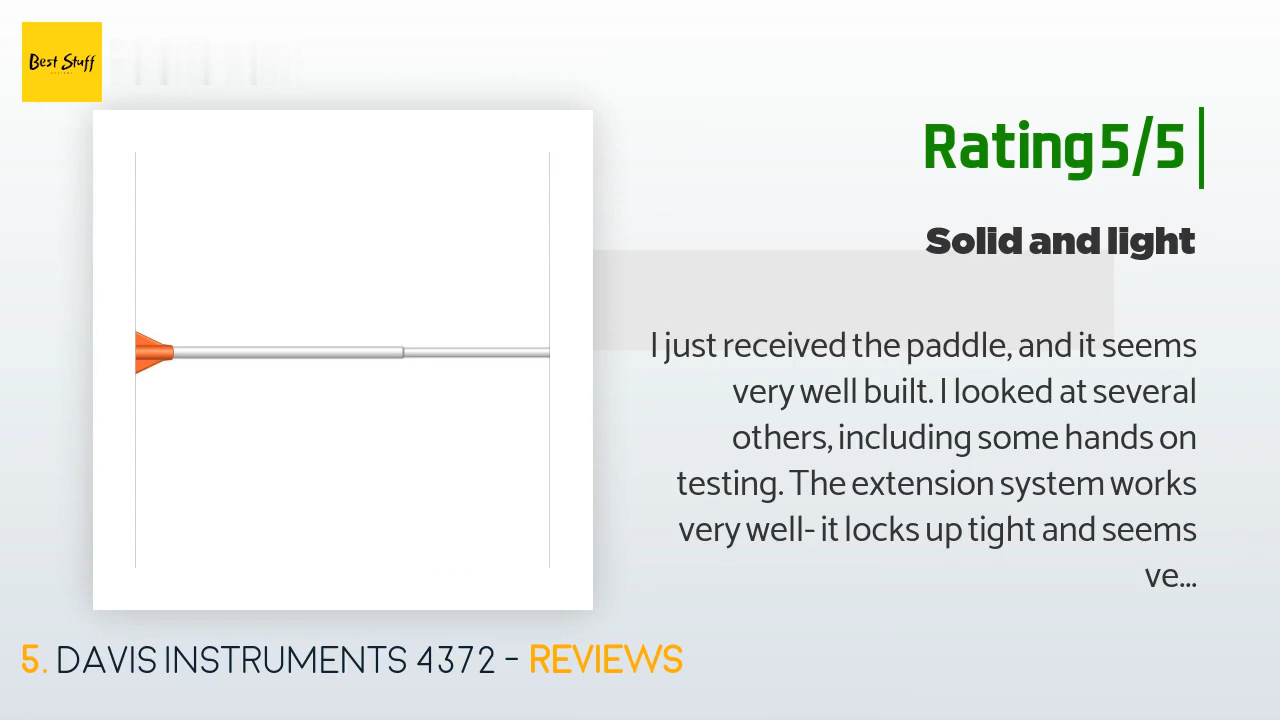 Best Stuff
Rating 5/5
Solid and light
I just received the paddle, and it seems
very well built. I looked at several
others, including some hands on
testing. The extension system works
very well- it locks up tight and seems
ve...
5. DAVIS INSTRUMENTS 4372 - REVIEWS